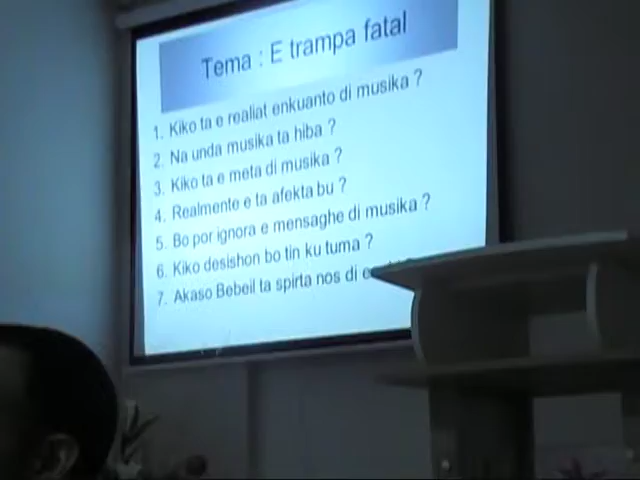 Tema : E trampa fatal
1. Kiko ta e realiat enkuanto di musika ?
2. Na unda musika ta hiba ?
3. Kiko ta e meta di musika ?
4. Realmente e ta afekta bu ?
5. Bo por ignora e mensaghe di musika ?
6. Kiko desishon bo tin ku tuma ?
7. Akaso Bebeil ta spirta nos di